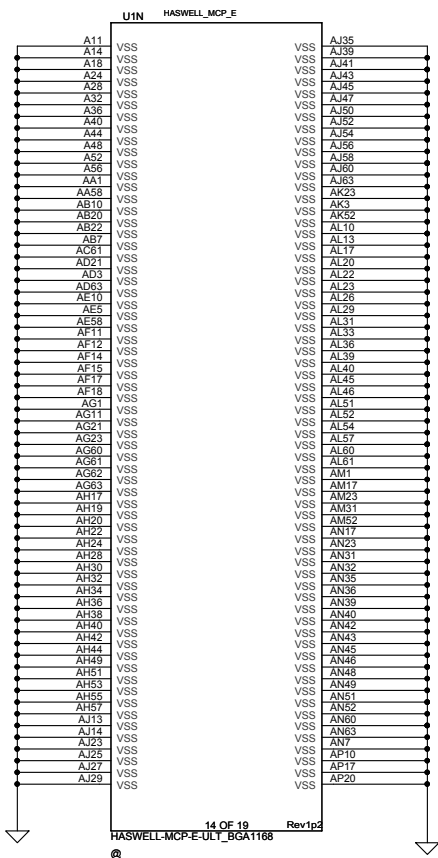 U1N HASWELL_MCP_E
A11 VSS VSS AJ35
A14 VSS VSS AJ39
A18 VSS VSS AJ41
A24 VSS VSS AJ43
A28 VSS VSS AJ45
A32 VSS VSS AJ47
A36 VSS VSS AJ50
A40 VSS VSS AJ52
A44 VSS VSS AJ54
A48 VSS VSS AJ56
A52 VSS VSS AJ58
A56 VSS VSS AJ60
AA1 VSS VSS AJ63
AA58 VSS VSS AK23
AB10 VSS VSS AK3
AB20 VSS VSS AK52
AB22 VSS VSS AL10
AB7 VSS VSS AL13
AC61 VSS VSS AL17
AD21 VSS VSS AL20
AD3 VSS VSS AL22
AD63 VSS VSS AL23
AE10 VSS VSS AL26
AE5 VSS VSS AL29
AE58 VSS VSS AL31
AF11 VSS VSS AL33
AF12 VSS VSS AL36
AF14 VSS VSS AL39
AF15 VSS VSS AL40
AF17 VSS VSS AL45
AF18 VSS VSS AL46
AG1 VSS VSS AL51
AG11 VSS VSS AL52
AG21 VSS VSS AL54
AG23 VSS VSS AL57
AG60 VSS VSS AL60
AG61 VSS VSS AL61
AG62 VSS VSS AM1
AG63 VSS VSS AM17
AH17 VSS VSS AM23
AH19 VSS VSS AM31
AH20 VSS VSS AM52
AH22 VSS VSS AN17
AH24 VSS VSS AN23
AH28 VSS VSS AN31
AH30 VSS VSS AN32
AH32 VSS VSS AN35
AH34 VSS VSS AN36
AH36 VSS VSS AN39
AH38 VSS VSS AN40
AH40 VSS VSS AN42
AH42 VSS VSS AN43
AH44 VSS VSS AN45
AH49 VSS VSS AN46
AH51 VSS VSS AN48
AH53 VSS VSS AN49
AH55 VSS VSS AN51
AH57 VSS VSS AN52
AJ13 VSS VSS AN60
AJ14 VSS VSS AN63
AJ23 VSS VSS AN7
AJ25 VSS VSS AP10
AJ27 VSS VSS AP17
AJ29 VSS VSS AP20
14 OF 19 Rev1p2
HASWELL-MCP-E-ULT_BGA1168
@